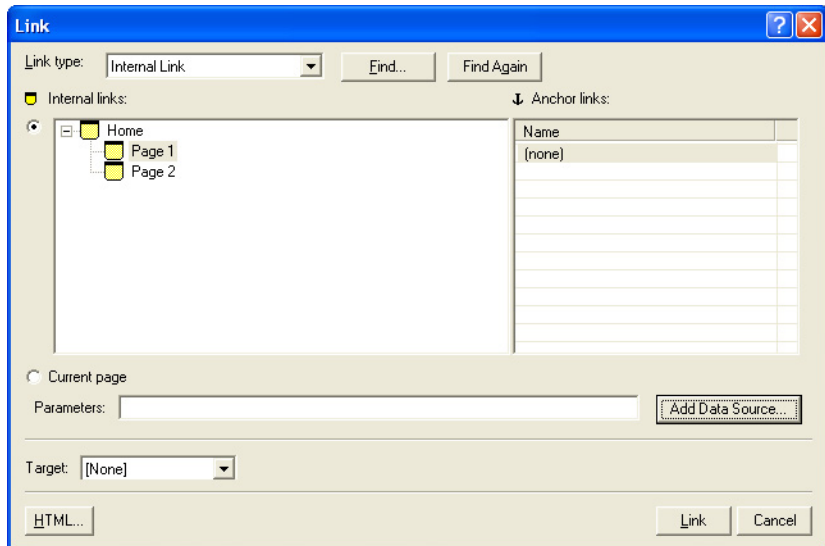 Link
Link type: Internal Link Find... Find Again
Internal links: Anchor links:
Home Name
Page 1 (none)
Page 2
Current page
Parameters: Add Data Source...
Target: [None]
HTML... Link Cancel